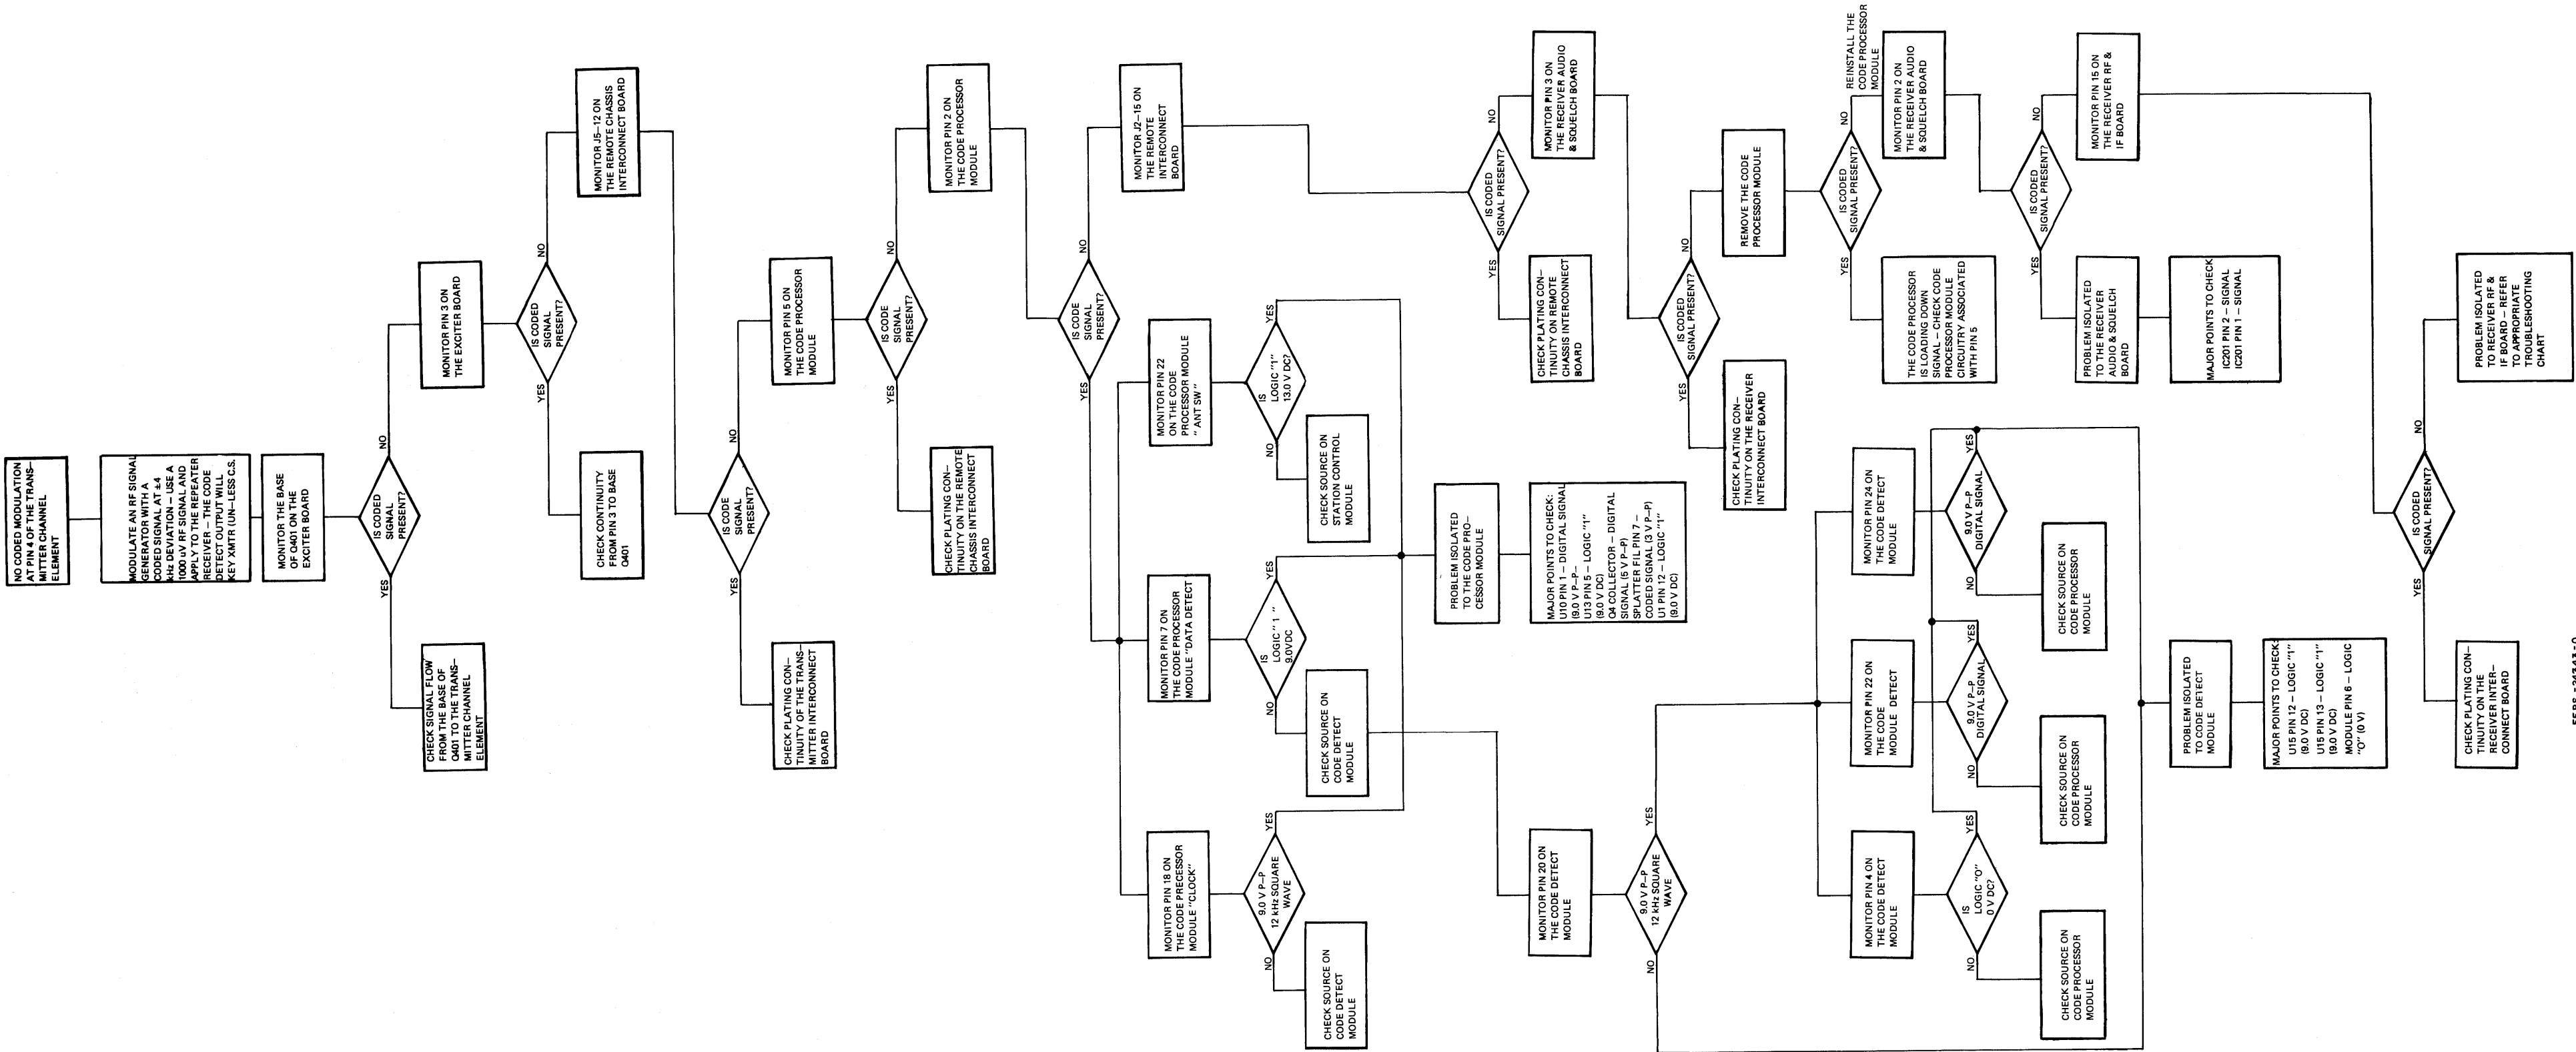 NO CODED MODULATION
AT PIN 4 OF THE TRANS–
MITTER CHANNEL
ELEMENT
MODULATE AN RF SIGNAL
GENERATOR WITH A
CODED SIGNAL AT ±4
kHz DEVIATION – USE A
1000 uV RF SIGNAL AND
APPLY TO THE REPEATER
RECEIVER – THE CODE
DETECT OUTPUT WILL
KEY XMTR (UN–LESS C.S.
MONITOR THE BASE
OF Q401 ON THE
EXCITER BOARD
IS CODED
SIGNAL
PRESENT?
YES
NO
CHECK SIGNAL FLOW
FROM THE BASE OF
Q401 TO THE TRANS–
MITTER CHANNEL
ELEMENT
MONITOR PIN 3 ON
THE EXCITER BOARD
IS CODED
SIGNAL
PRESENT?
YES
NO
CHECK CONTINUITY
FROM PIN 3 TO BASE
Q401
MONITOR J5–12 ON
THE REMOTE CHASSIS
INTERCONNECT BOARD
IS CODE
SIGNAL
PRESENT?
YES
NO
CHECK PLATING CON–
TINUITY OF THE TRANS–
MITTER INTERCONNECT
BOARD
MONITOR PIN 5 ON
THE CODE PROCESSOR
MODULE
IS CODE
SIGNAL
PRESENT?
YES
NO
CHECK PLATING CON–
TINUITY ON THE REMOTE
CHASSIS INTERCONNECT
BOARD
MONITOR PIN 2 ON
THE CODE PROCESSOR
MODULE
IS CODE
SIGNAL
PRESENT?
YES
NO
MONITOR J2–15 ON
THE REMOTE
INTERCONNECT
BOARD
MONITOR PIN 18 ON
THE CODE PRECESSOR
MODULE "CLOCK"
9.0 V P–P
12 kHz SQUARE
WAVE
NO
YES
CHECK SOURCE ON
CODE DETECT
MODULE
MONITOR PIN 7 ON
THE CODE PROCESSOR
MODULE "DATA DETECT
IS
LOGIC " 1 "
9.0VDC
NO
YES
CHECK SOURCE ON
CODE DETECT
MODULE
MONITOR PIN 22
ON THE CODE
PROCESSOR MODULE
" ANT SW"
IS
LOGIC "1"
13.0 V DC?
NO
YES
CHECK SOURCE ON
STATION CONTROL
MODULE
PROBLEM ISOLATED
TO THE CODE PRO–
CESSOR MODULE
MAJOR POINTS TO CHECK:
U10 PIN 1 – DIGITAL SIGNAL
(9.0 V P–P–
U13 PIN 5 – LOGIC "1"
(9.0 V DC)
Q4 COLLECTOR – DIGITAL
SIGNAL (5 V P–P)
SPLATTER FIL PIN 7 –
CODED SIGNAL (3 V P–P)
U1 PIN 12 – LOGIC "1"
(9.0 V DC)
IS CODED
SIGNAL PRESENT?
YES
NO
CHECK PLATING CON–
TINUITY ON REMOTE
CHASSIS INTERCONNECT
BOARD
MONITOR PIN 3 ON
THE RECEIVER AUDIO
& SQUELCH BOARD
MONITOR PIN 20 ON
THE CODE DETECT
MODULE
9.0 V P–P
12 kHz SQUARE
WAVE
NO
YES
IS CODED
SIGNAL PRESENT?
YES
NO
CHECK PLATING CON–
TINUITY ON THE RECEIVER
INTERCONNECT BOARD
REMOVE THE CODE
PROCESSOR MODULE
IS CODED
SIGNAL PRESENT?
YES
NO
REINSTALL THE
CODE PROCESSOR
MODULE
THE CODE PROCESSOR
IS LOADING DOWN
SIGNAL – CHECK CODE
PROCESSOR MODULE
CIRCUITRY ASSOCIATED
WITH PIN 5
MONITOR PIN 2 ON
THE RECEIVER AUDIO
& SQUELCH BOARD
MONITOR PIN 4 ON
THE CODE DETECT
MODULE
IS
LOGIC "O"
0 V DC?
NO
YES
CHECK SOURCE ON
CODE PROCESSOR
MODULE
MONITOR PIN 22 ON
THE CODE
MODULE DETECT
9.0 V P–P
DIGITAL SIGNAL
NO
YES
CHECK SOURCE ON
CODE PROCESSOR
MODULE
MONITOR PIN 24 ON
THE CODE DETECT
MODULE
9.0 V P–P
DIGITAL SIGNAL
NO
YES
CHECK SOURCE ON
CODE PROCESSOR
MODULE
IS CODED
SIGNAL PRESENT?
YES
NO
PROBLEM ISOLATED
TO THE RECEIVER
AUDIO & SQUELCH
BOARD
MAJOR POINTS TO CHECK
IC201 PIN 2 – SIGNAL
IC201 PIN 1 – SIGNAL
MONITOR PIN 15 ON
THE RECEIVER RF &
IF BOARD
PROBLEM ISOLATED
TO CODE DETECT
MODULE
MAJOR POINTS TO CHECK:
U15 PIN 12 – LOGIC "1"
(9.0 V DC)
U15 PIN 13 – LOGIC "1"
(9.0 V DC)
MODULE PIN 6 – LOGIC
"O" (0 V)
IS CODED
SIGNAL PRESENT?
YES
NO
CHECK PLATING CON–
TINUITY ON THE
RECEIVER INTER–
CONNECT BOARD
PROBLEM ISOLATED
TO RECEIVER RF &
IF BOARD – REFER
TO APPROPRIATE
TROUBLESHOOTING
CHART